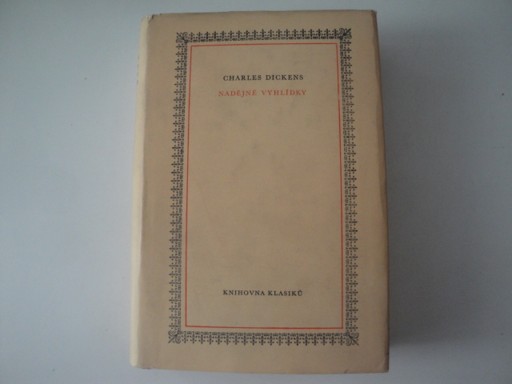 CHARLES DICKENS
NADĚJNÉ VYHLÍDKY
KNIHOVNA KLASIKŮ